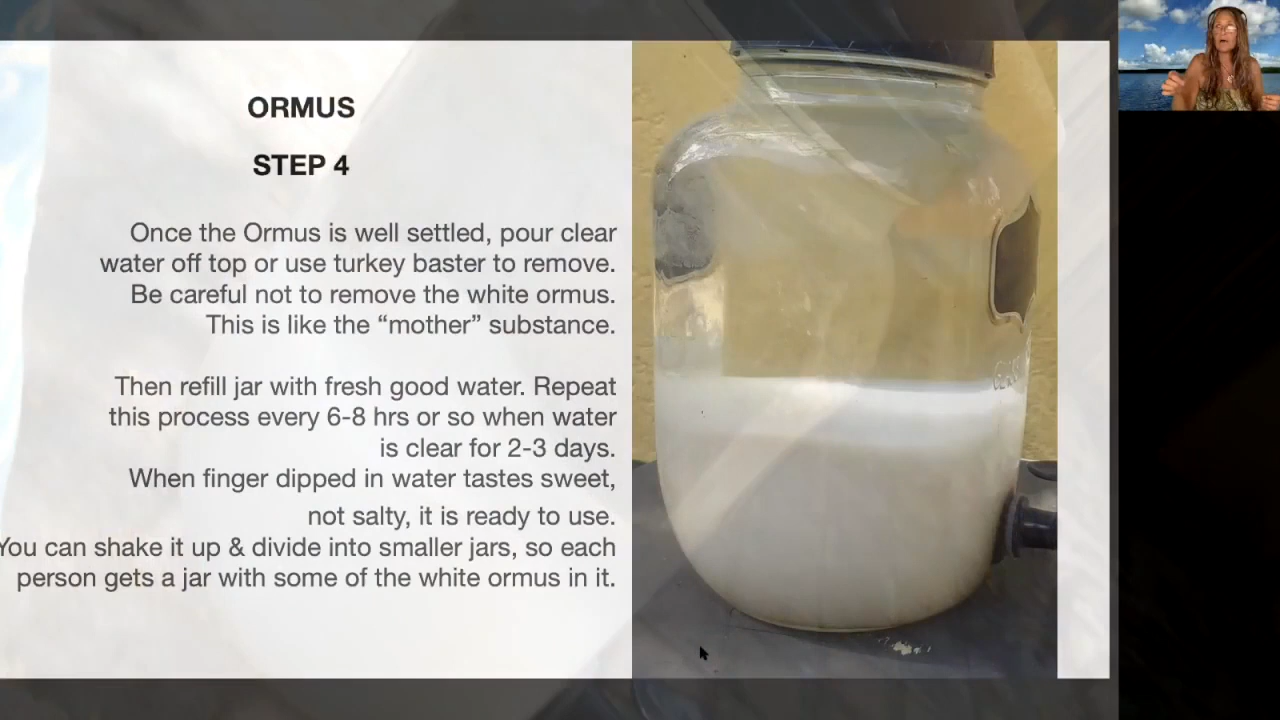 ORMUS
STEP 4
Once the Ormus is well settled, pour clear
water off top or use turkey baster to remove.
Be careful not to remove the white ormus.
This is like the “mother” substance.
Then refill jar with fresh good water. Repeat
this process every 6-8 hrs or so when water
is clear for 2-3 days.
When finger dipped in water tastes sweet,
not salty, it is ready to use.
You can shake it up & divide into smaller jars, so each
person gets a jar with some of the white ormus in it.